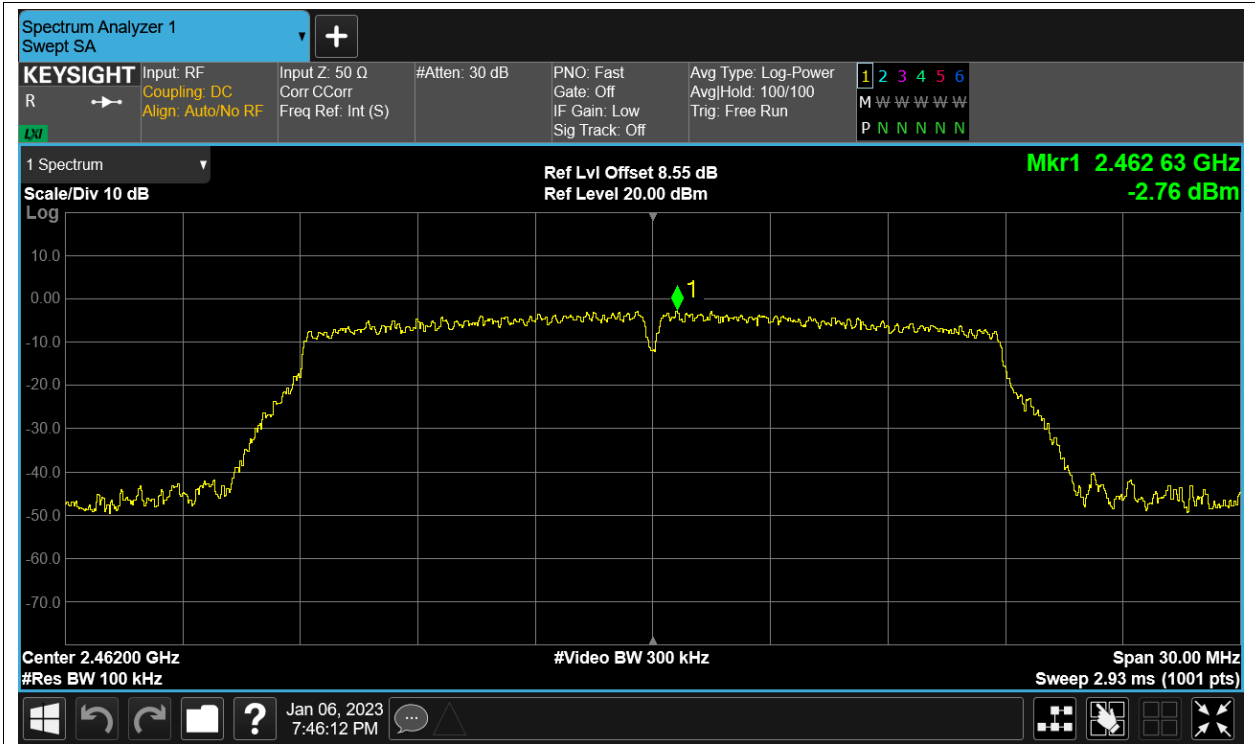 Spectrum Analyzer 1
Swept SA
KEYSIGHT
R
LXI
Input: RF
Coupling: DC
Align: Auto/No RF
Input Z: 50 Ω
Corr CCorr
Freq Ref: Int (S)
#Atten: 30 dB
PNO: Fast
Gate: Off
IF Gain: Low
Sig Track: Off
Avg Type: Log-Power
Avg|Hold: 100/100
Trig: Free Run
1 2 3 4 5 6
M W W W W W W
P N N N N N N
1 Spectrum
Scale/Div 10 dB
Log
Ref Lvl Offset 8.55 dB
Ref Level 20.00 dBm
Mkr1 2.462 63 GHz
-2.76 dBm
1
10.0
0.00
-10.0
-20.0
-30.0
-40.0
-50.0
-60.0
-70.0
Center 2.46200 GHz
#Res BW 100 kHz
#Video BW 300 kHz
Span 30.00 MHz
Sweep 2.93 ms (1001 pts)
?
Jan 06, 2023
7:46:12 PM